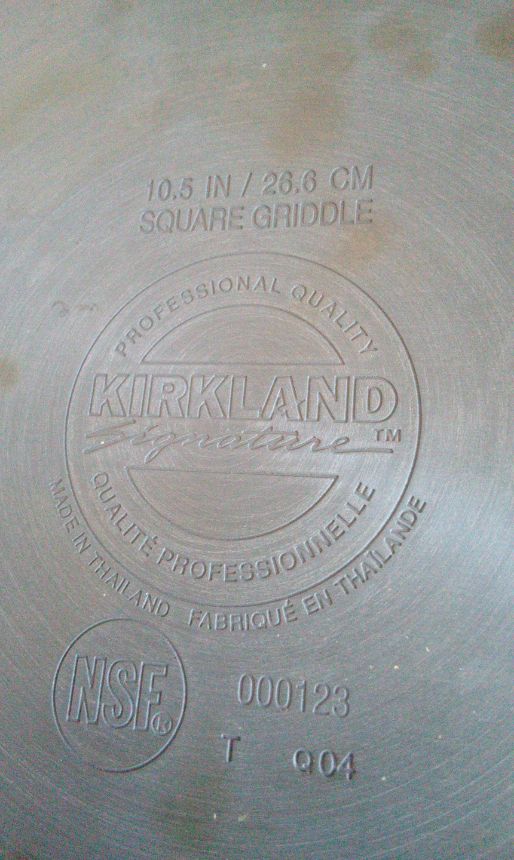 10.5 IN / 26.6 CM
SQUARE GRIDDLE
PROFESSIONAL QUALITY
KIRKLAND
Signature™
QUALITÉ PROFESSIONNELLE
MADE IN THAILAND FABRIQUÉ EN THAÏLANDE
NSF®
000123
T Q04